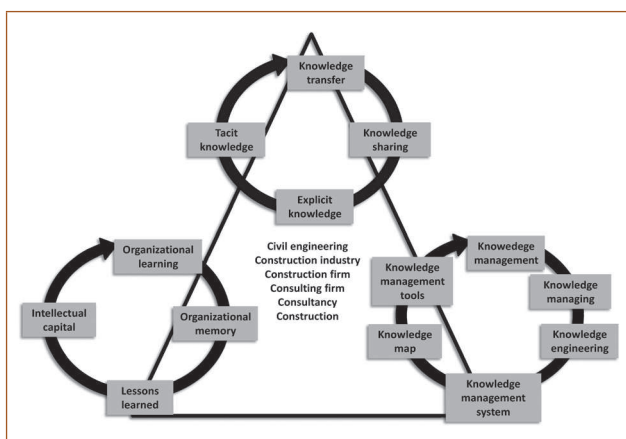 Knowledge
transfer
Tacit
knowledge
Knowledge
sharing
Explicit
knowledge
Civil engineering
Construction industry
Construction firm
Consulting firm
Consultancy
Construction
Organizational
learning
Intellectual
capital
Organizational
memory
Lessons
learned
Knowedege
management
Knowledge
management
tools
Knowledge
managing
Knowledge
map
Knowledge
engineering
Knowledge
management
system